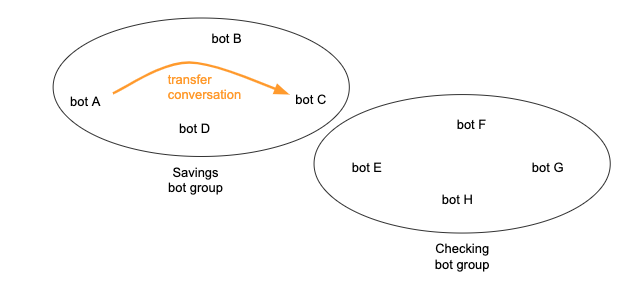 bot B
transfer
conversation
bot A
bot C
bot D
Savings
bot group
bot F
bot E
bot G
bot H
Checking
bot group